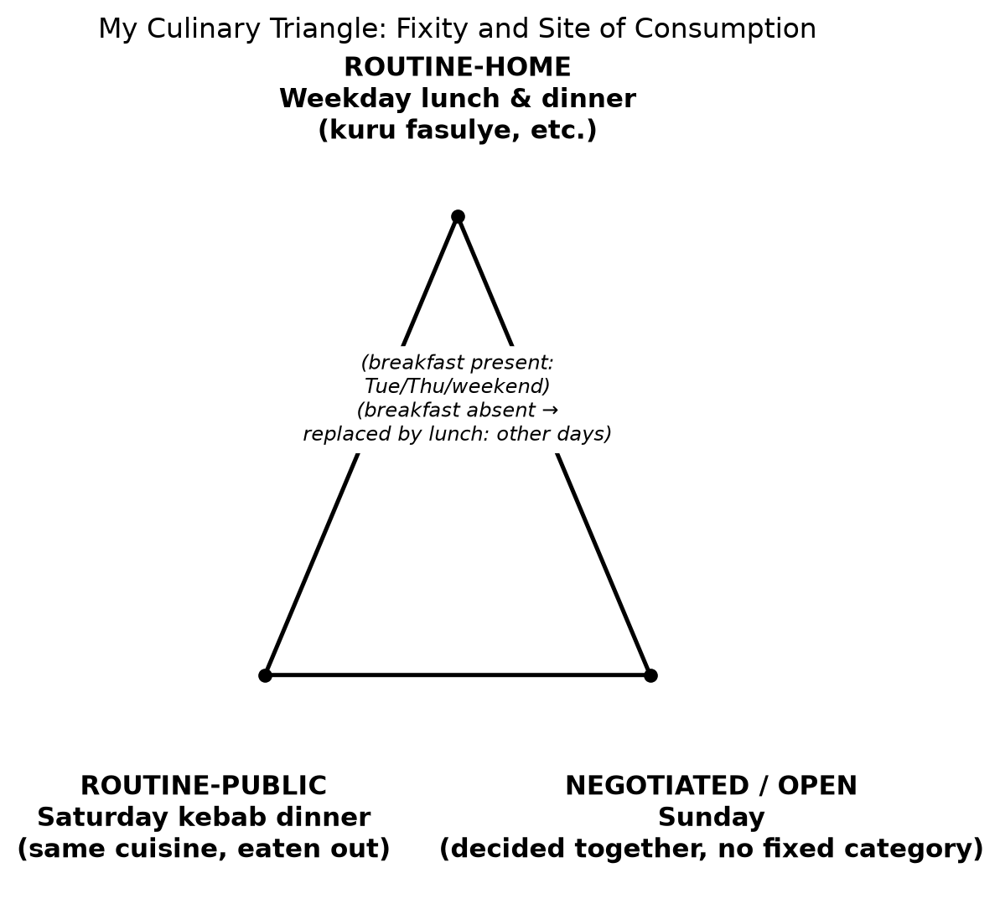 My Culinary Triangle: Fixity and Site of Consumption
ROUTINE-HOME
Weekday lunch & dinner
(kuru fasulye, etc.)
(breakfast present:
Tue/Thu/weekend)
(breakfast absent →
replaced by lunch: other days)
ROUTINE-PUBLIC
Saturday kebab dinner
(same cuisine, eaten out)
NEGOTIATED / OPEN
Sunday
(decided together, no fixed category)